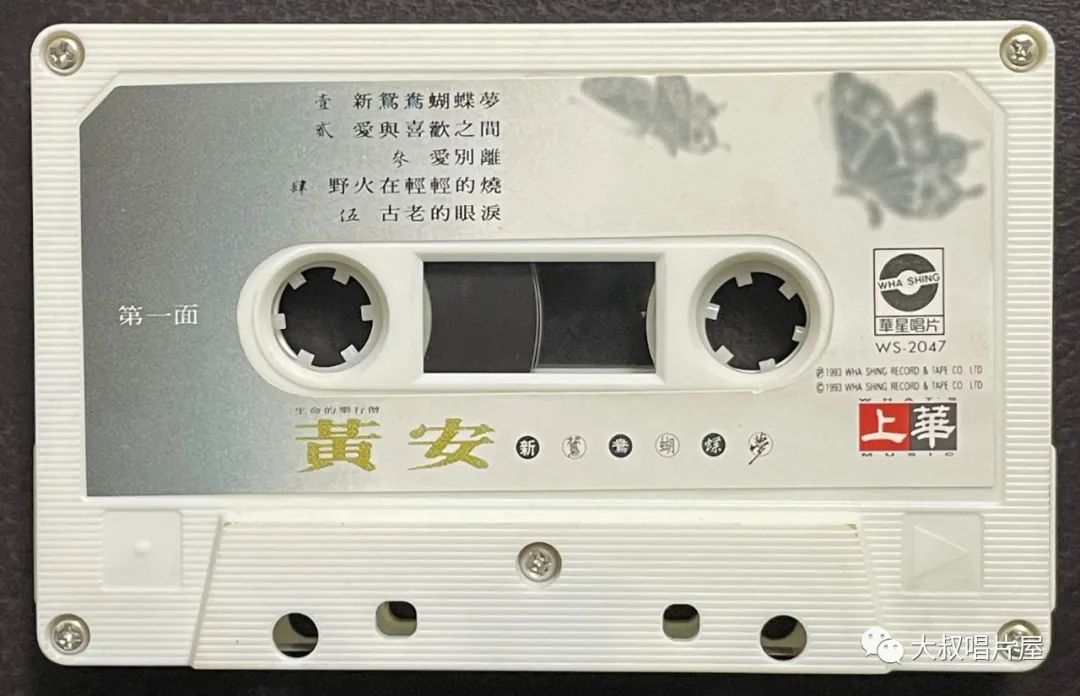 壹 新鴛鴦蝴蝶夢
貳 愛與喜歡之間
參 愛別離
肆 野火在輕輕的燒
伍 古老的眼淚
第一面
WHA SHING
華星唱片
WS-2047
Ⓟ1993 WHA SHING RECORD & TAPE CO. LTD
©1993 WHA SHING RECORD & TAPE CO. LTD
WHAT'S
上華
MUSIC
生命的樂行僧
黃安 新鴛鴦蝴蝶夢
大叔唱片屋